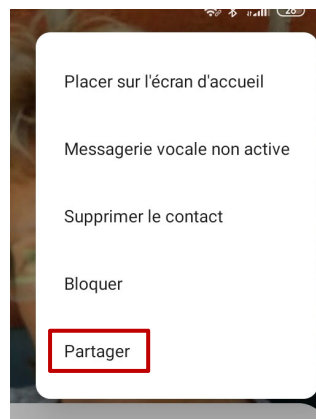 Placer sur l'écran d'accueil
Messagerie vocale non active
Supprimer le contact
Bloquer
Partager